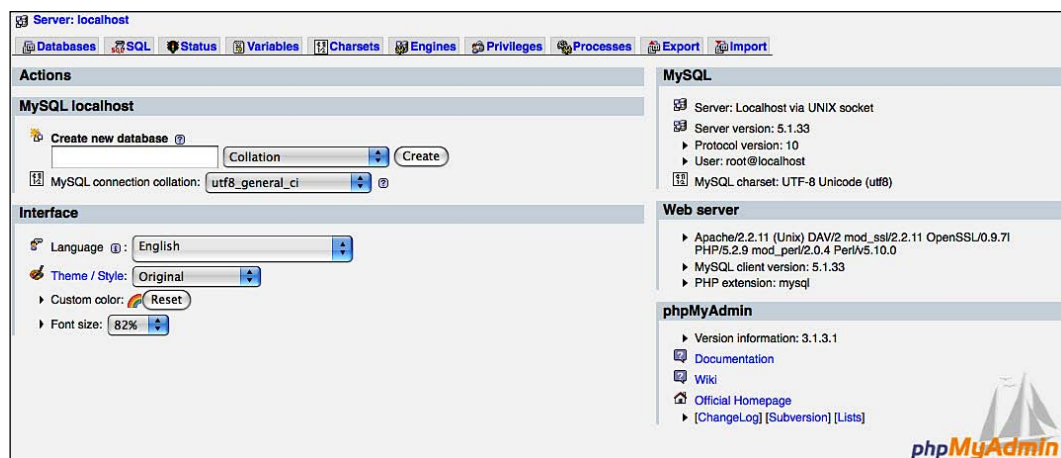 Server: localhost
Databases SQL Status Variables Charsets Engines Privileges Processes Export Import
Actions
MySQL localhost
Create new database
Collation Create
MySQL connection collation: utf8_general_ci
Interface
Language : English
Theme / Style: Original
Custom color: Reset
Font size: 82%
MySQL
Server: Localhost via UNIX socket
Server version: 5.1.33
Protocol version: 10
User: root@localhost
MySQL charset: UTF-8 Unicode (utf8)
Web server
Apache/2.2.11 (Unix) DAV/2 mod_ssl/2.2.11 OpenSSL/0.9.7l
PHP/5.2.9 mod_perl/2.0.4 Perl/v5.10.0
MySQL client version: 5.1.33
PHP extension: mysql
phpMyAdmin
Version information: 3.1.3.1
Documentation
Wiki
Official Homepage
[ChangeLog] [Subversion] [Lists]
phpMyAdmin